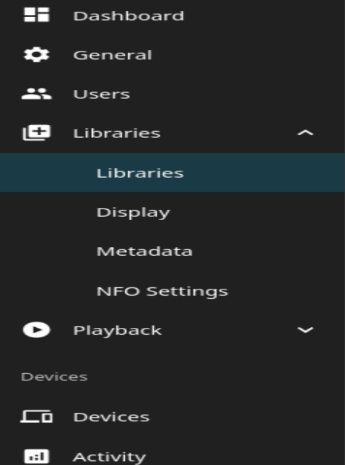 Dashboard
General
Users
Libraries
Libraries
Display
Metadata
NFO Settings
Playback
Devices
Devices
Activity